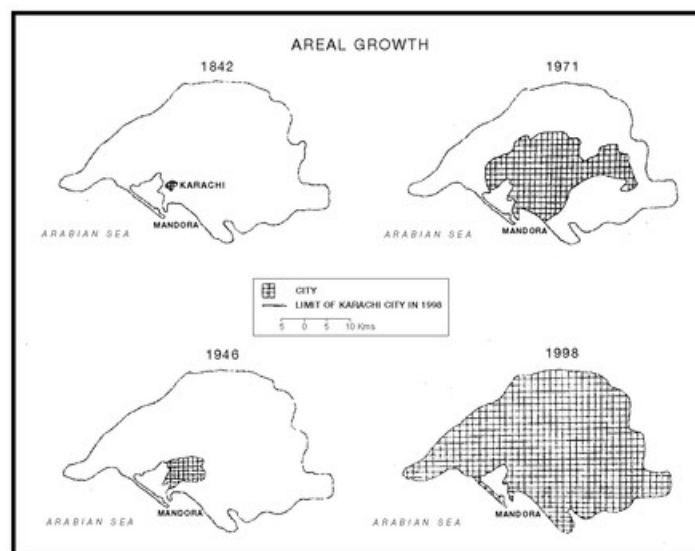 AREAL GROWTH
1842
KARACHI
MANDORA
ARABIAN SEA
1971
MANDORA
ARABIAN SEA
CITY
LIMIT OF KARACHI CITY IN 1998
5 0 5 10 Kms
1946
MANDORA
ARABIAN SEA
1998
MANDORA
ARABIAN SEA